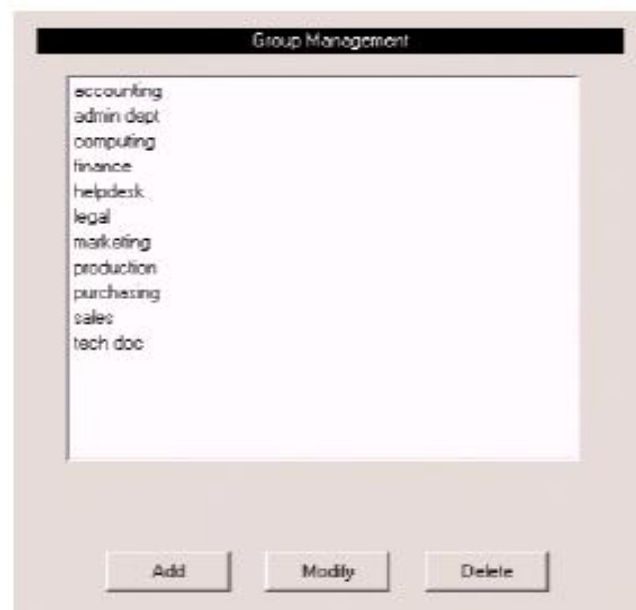 Group Management
accounting
admin dept
computing
finance
helpdesk
legal
marketing
production
purchasing
sales
tech doc
Add Modify Delete